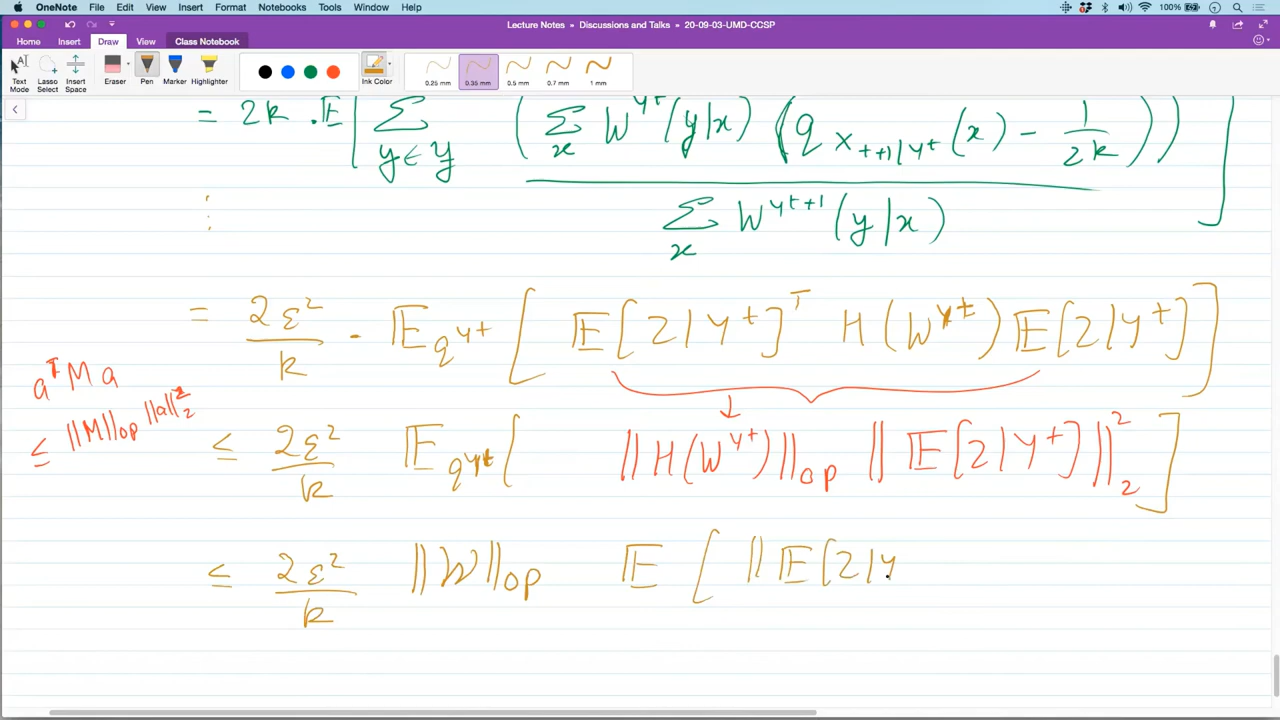 OneNote File Edit View Insert Format Notebooks Tools Window Help 100%
Lecture Notes » Discussions and Talks » 20-09-03-UMD-CCSP
Home Insert Draw View Class Notebook
Text Mode Lasso Select Insert Space Eraser Pen Marker Highlighter 0.25 mm 0.35 mm 0.5 mm 0.7 mm 1 mm Ink Color
= 2k . 𝔼[ Σ_{y∈Y} ( Σ_x W^{Y^t}(y|x) ( q_{X_{t+1}|Y^t}(x) − 1/2k ) )
Σ_x W^{Y^{t+1}}(y|x) ]
⋮
= 2ε²/k · 𝔼_{q^{Y^t}} [ 𝔼[Z|Y^t]^T H(W^{Y^t}) 𝔼[Z|Y^t] ]
a^T M a
≤ ||M||_op ||a||_2^2
≤ 2ε²/k 𝔼_{q^{Y^t}} [ ||H(W^{Y^t})||_op || 𝔼[Z|Y^t] ||_2^2 ]
≤ 2ε²/k ||W||_op 𝔼 [ || 𝔼[Z|Y